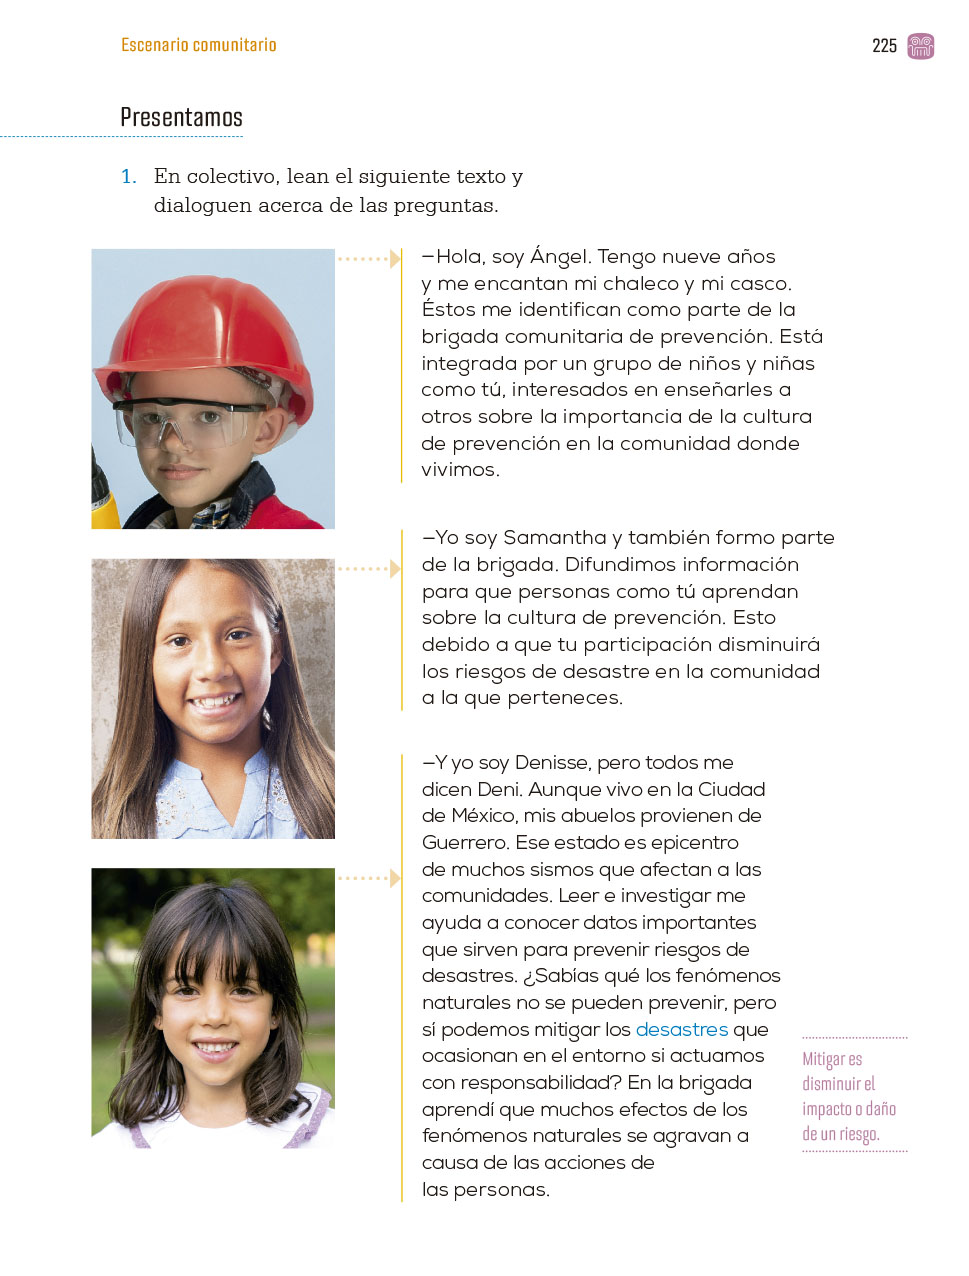 Escenario comunitario
225
Presentamos
1. En colectivo, lean el siguiente texto y
dialoguen acerca de las preguntas.
—Hola, soy Ángel. Tengo nueve años
y me encantan mi chaleco y mi casco.
Éstos me identifican como parte de la
brigada comunitaria de prevención. Está
integrada por un grupo de niños y niñas
como tú, interesados en enseñarles a
otros sobre la importancia de la cultura
de prevención en la comunidad donde
vivimos.
—Yo soy Samantha y también formo parte
de la brigada. Difundimos información
para que personas como tú aprendan
sobre la cultura de prevención. Esto
debido a que tu participación disminuirá
los riesgos de desastre en la comunidad
a la que perteneces.
—Y yo soy Denisse, pero todos me
dicen Deni. Aunque vivo en la Ciudad
de México, mis abuelos provienen de
Guerrero. Ese estado es epicentro
de muchos sismos que afectan a las
comunidades. Leer e investigar me
ayuda a conocer datos importantes
que sirven para prevenir riesgos de
desastres. ¿Sabías qué los fenómenos
naturales no se pueden prevenir, pero
sí podemos mitigar los desastres que
ocasionan en el entorno si actuamos
con responsabilidad? En la brigada
aprendí que muchos efectos de los
fenómenos naturales se agravan a
causa de las acciones de
las personas.
Mitigar es
disminuir el
impacto o daño
de un riesgo.